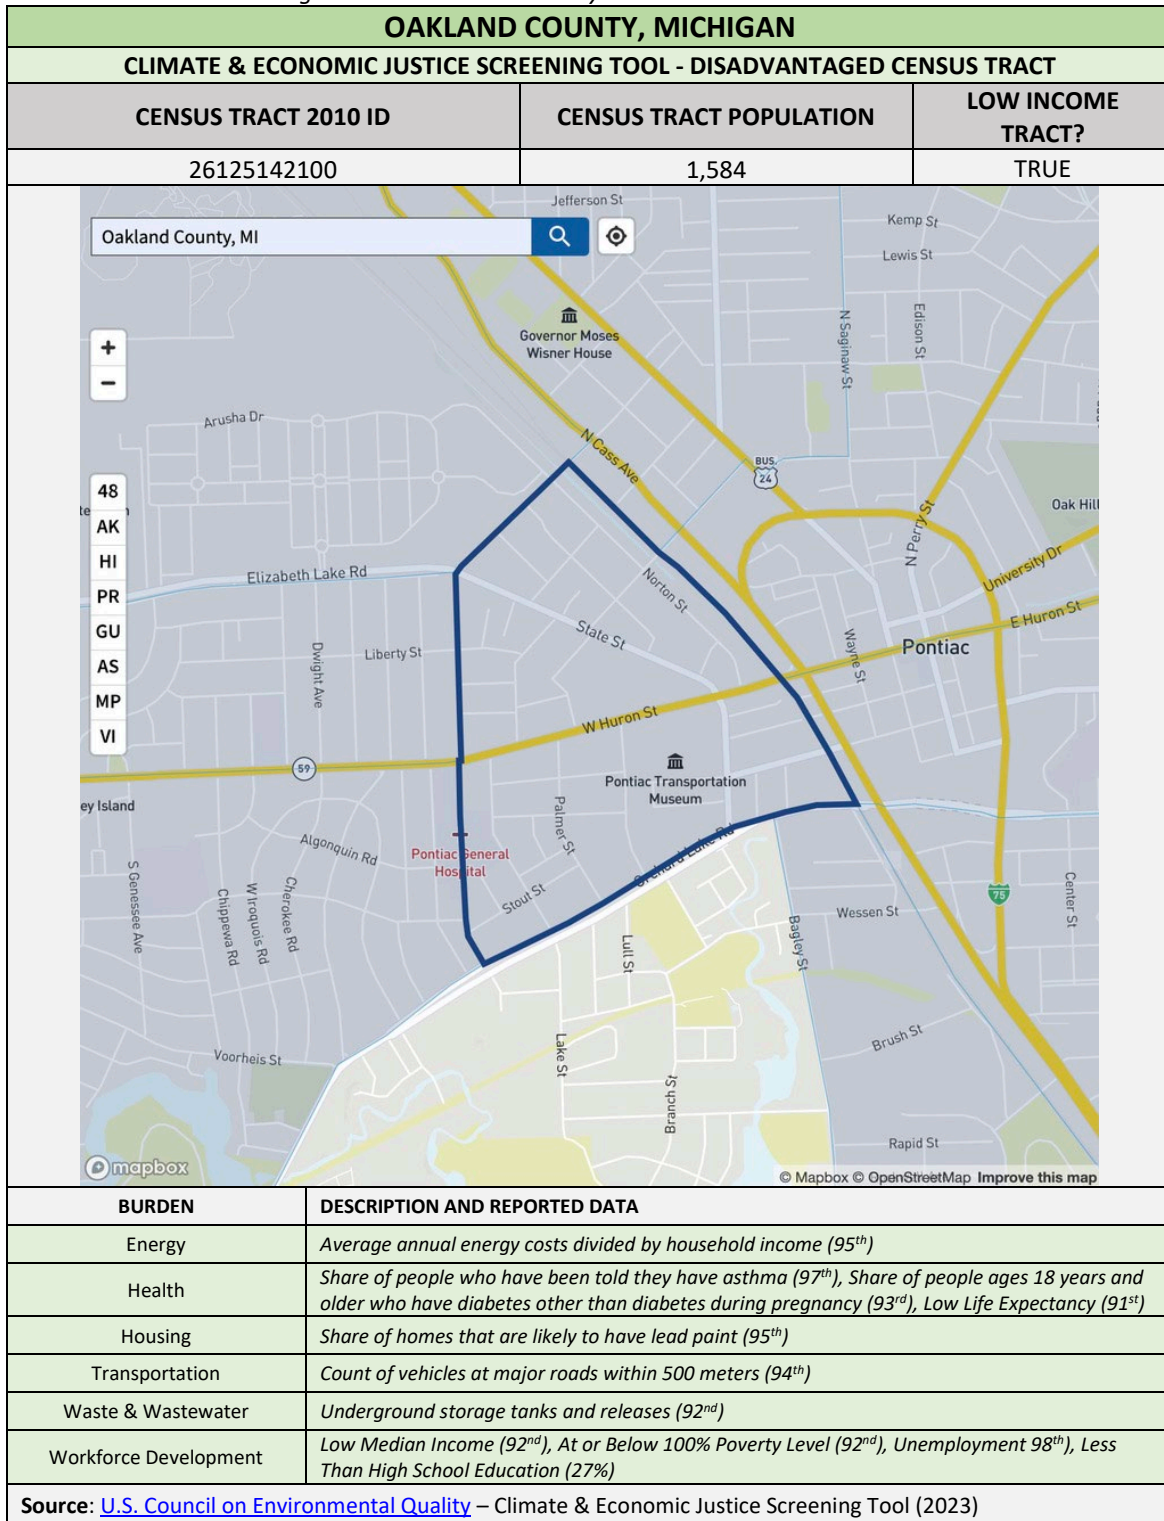 OAKLAND COUNTY, MICHIGAN
CLIMATE & ECONOMIC JUSTICE SCREENING TOOL - DISADVANTAGED CENSUS TRACT
CENSUS TRACT 2010 ID
CENSUS TRACT POPULATION
LOW INCOME
TRACT?
26125142100
1,584
TRUE
Oakland County, MI
Jefferson St
Kemp St
Lewis St
Governor Moses
Wisner House
N Saginaw St
Edison St
+
−
Arusha Dr
N Cass Ave
BUS
24
48
AK
HI
PR
GU
AS
MP
VI
Oak Hill
N Perry St
University Dr
Elizabeth Lake Rd
Norton St
E Huron St
State St
Wayne St
Pontiac
Liberty St
Dwight Ave
W Huron St
59
Pontiac Transportation
Museum
ey Island
Palmer St
Algonquin Rd
Pontiac General
Hospital
Orchard Lake Rd
S Genessee Ave
Chippewa Rd
W Iroquois Rd
Cherokee Rd
Stout St
75
Center St
Wessen St
Bagley St
Lull St
Brush St
Voorheis St
Lake St
Branch St
Rapid St
mapbox
© Mapbox © OpenStreetMap Improve this map
BURDEN
DESCRIPTION AND REPORTED DATA
Energy
Average annual energy costs divided by household income (95th)
Health
Share of people who have been told they have asthma (97th), Share of people ages 18 years and
older who have diabetes other than diabetes during pregnancy (93rd), Low Life Expectancy (91st)
Housing
Share of homes that are likely to have lead paint (95th)
Transportation
Count of vehicles at major roads within 500 meters (94th)
Waste & Wastewater
Underground storage tanks and releases (92nd)
Workforce Development
Low Median Income (92nd), At or Below 100% Poverty Level (92nd), Unemployment 98th), Less
Than High School Education (27%)
Source: U.S. Council on Environmental Quality – Climate & Economic Justice Screening Tool (2023)